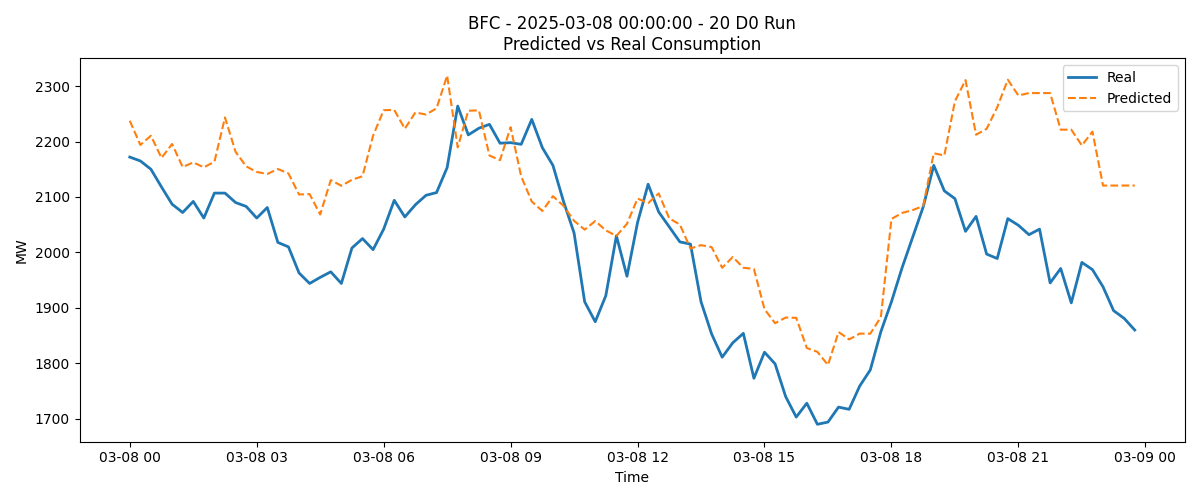 BFC - 2025-03-08 00:00:00 - 20 D0 Run
Predicted vs Real Consumption
Real
Predicted
MW
2300
2200
2100
2000
1900
1800
1700
03-08 00
03-08 03
03-08 06
03-08 09
03-08 12
03-08 15
03-08 18
03-08 21
03-09 00
Time